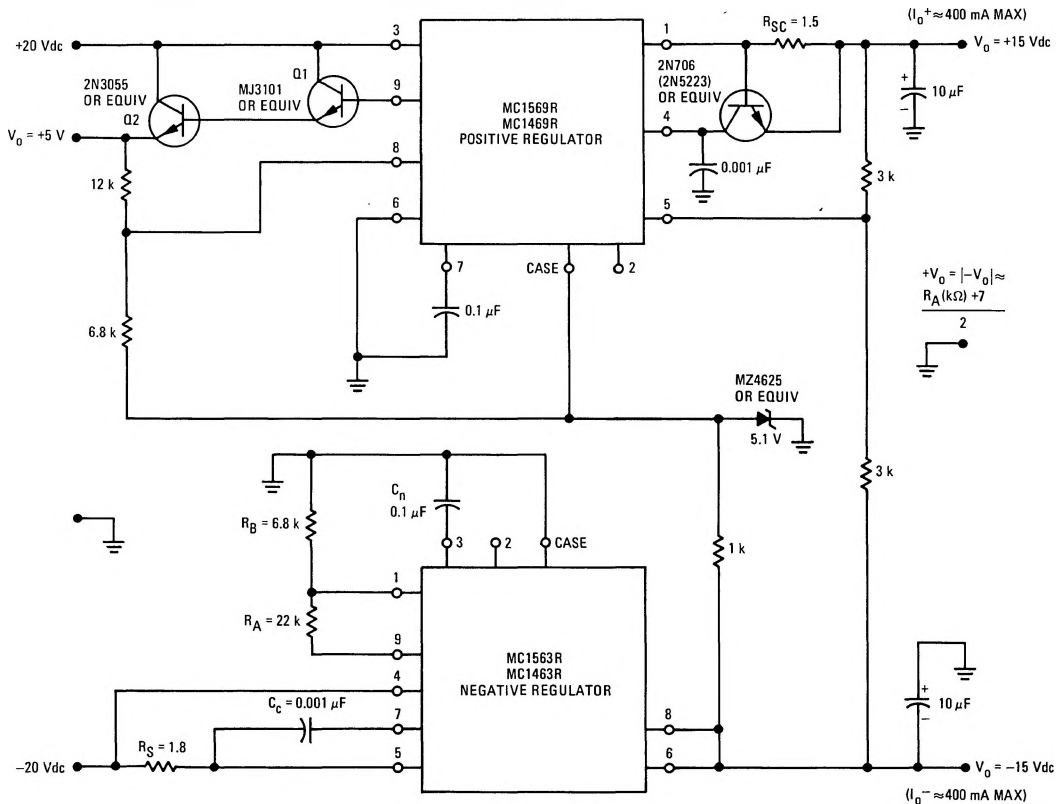 (I₀⁺ ≈ 400 mA MAX)
+20 Vdc
3
1
R_SC = 1.5
V₀ = +15 Vdc
2N3055
OR EQUIV
Q2
MJ3101
OR EQUIV
Q1
9
MC1569R
MC1469R
POSITIVE REGULATOR
2N706
(2N5223)
OR EQUIV
4
+
10 μF
−
V₀ = +5 V
8
0.001 μF
12 k
3 k
6
5
7
CASE
2
0.1 μF
+V₀ = |−V₀| ≈
R_A(kΩ) +7
2
6.8 k
MZ4625
OR EQUIV
5.1 V
3 k
C_n
0.1 μF
R_B = 6.8 k
3
2
CASE
1 k
1
R_A = 22 k
9
MC1563R
MC1463R
NEGATIVE REGULATOR
4
C_c = 0.001 μF
7
8
+
10 μF
−
−20 Vdc
R_S = 1.8
5
6
V₀ = −15 Vdc
(I₀⁻ ≈ 400 mA MAX)